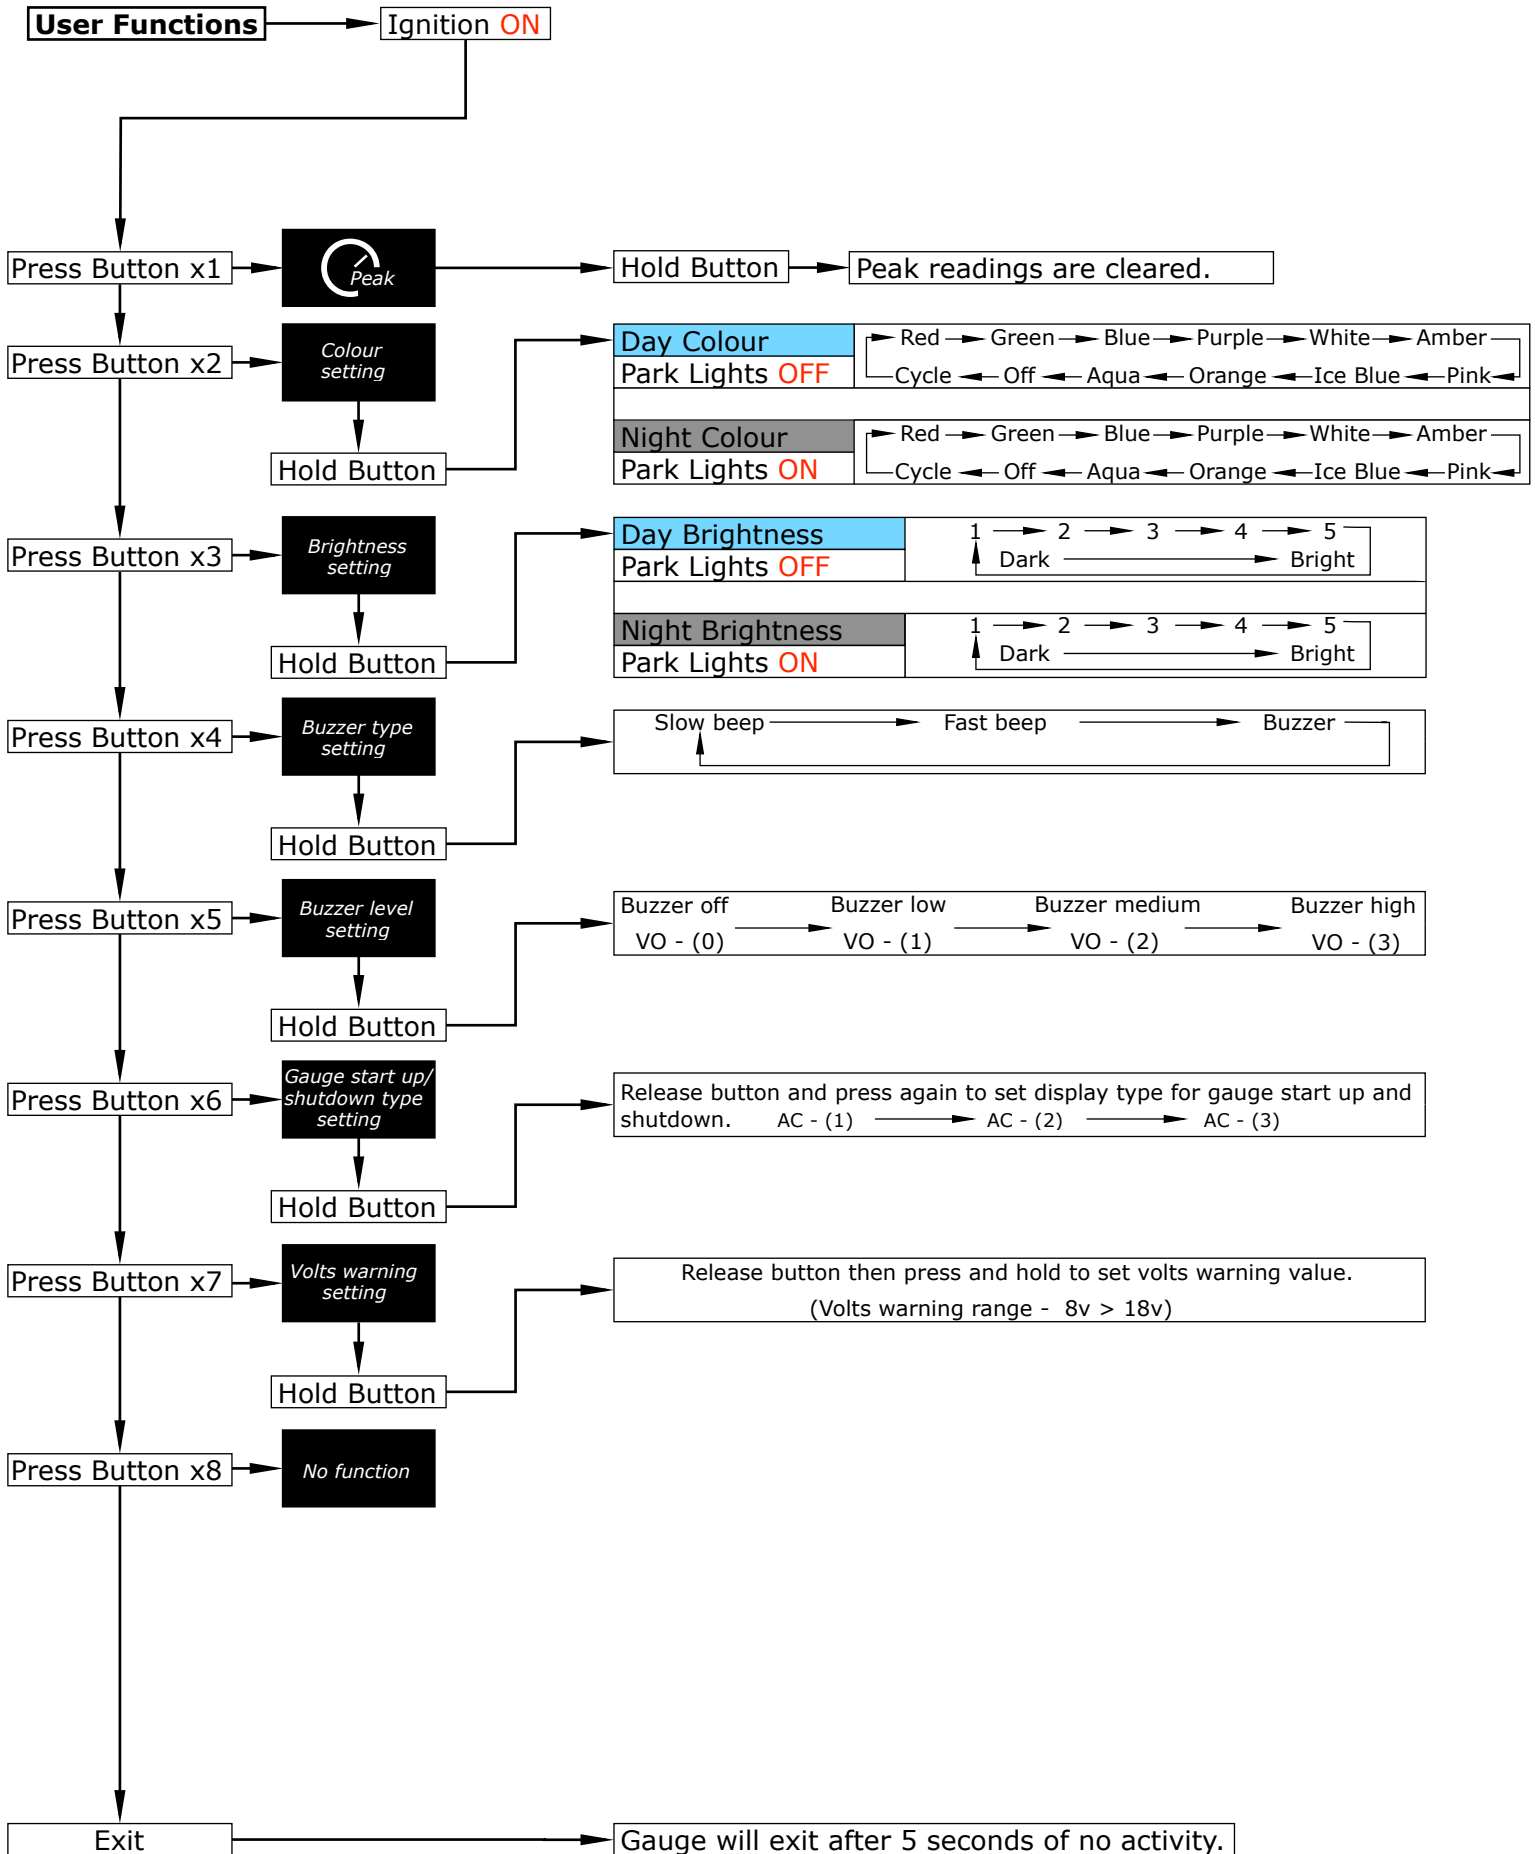 User Functions
Ignition ON
Press Button x1
Peak
Hold Button
Peak readings are cleared.
Press Button x2
Colour
setting
Hold Button
Day Colour
Park Lights OFF
Red Green Blue Purple White Amber
Cycle Off Aqua Orange Ice Blue Pink
Night Colour
Park Lights ON
Red Green Blue Purple White Amber
Cycle Off Aqua Orange Ice Blue Pink
Press Button x3
Brightness
setting
Hold Button
Day Brightness
Park Lights OFF
1 2 3 4 5
Dark Bright
Night Brightness
Park Lights ON
1 2 3 4 5
Dark Bright
Press Button x4
Buzzer type
setting
Hold Button
Slow beep Fast beep Buzzer
Press Button x5
Buzzer level
setting
Hold Button
Buzzer off Buzzer low Buzzer medium Buzzer high
VO - (0) VO - (1) VO - (2) VO - (3)
Press Button x6
Gauge start up/
shutdown type
setting
Hold Button
Release button and press again to set display type for gauge start up and
shutdown. AC - (1) AC - (2) AC - (3)
Press Button x7
Volts warning
setting
Hold Button
Release button then press and hold to set volts warning value.
(Volts warning range - 8v > 18v)
Press Button x8
No function
Exit
Gauge will exit after 5 seconds of no activity.